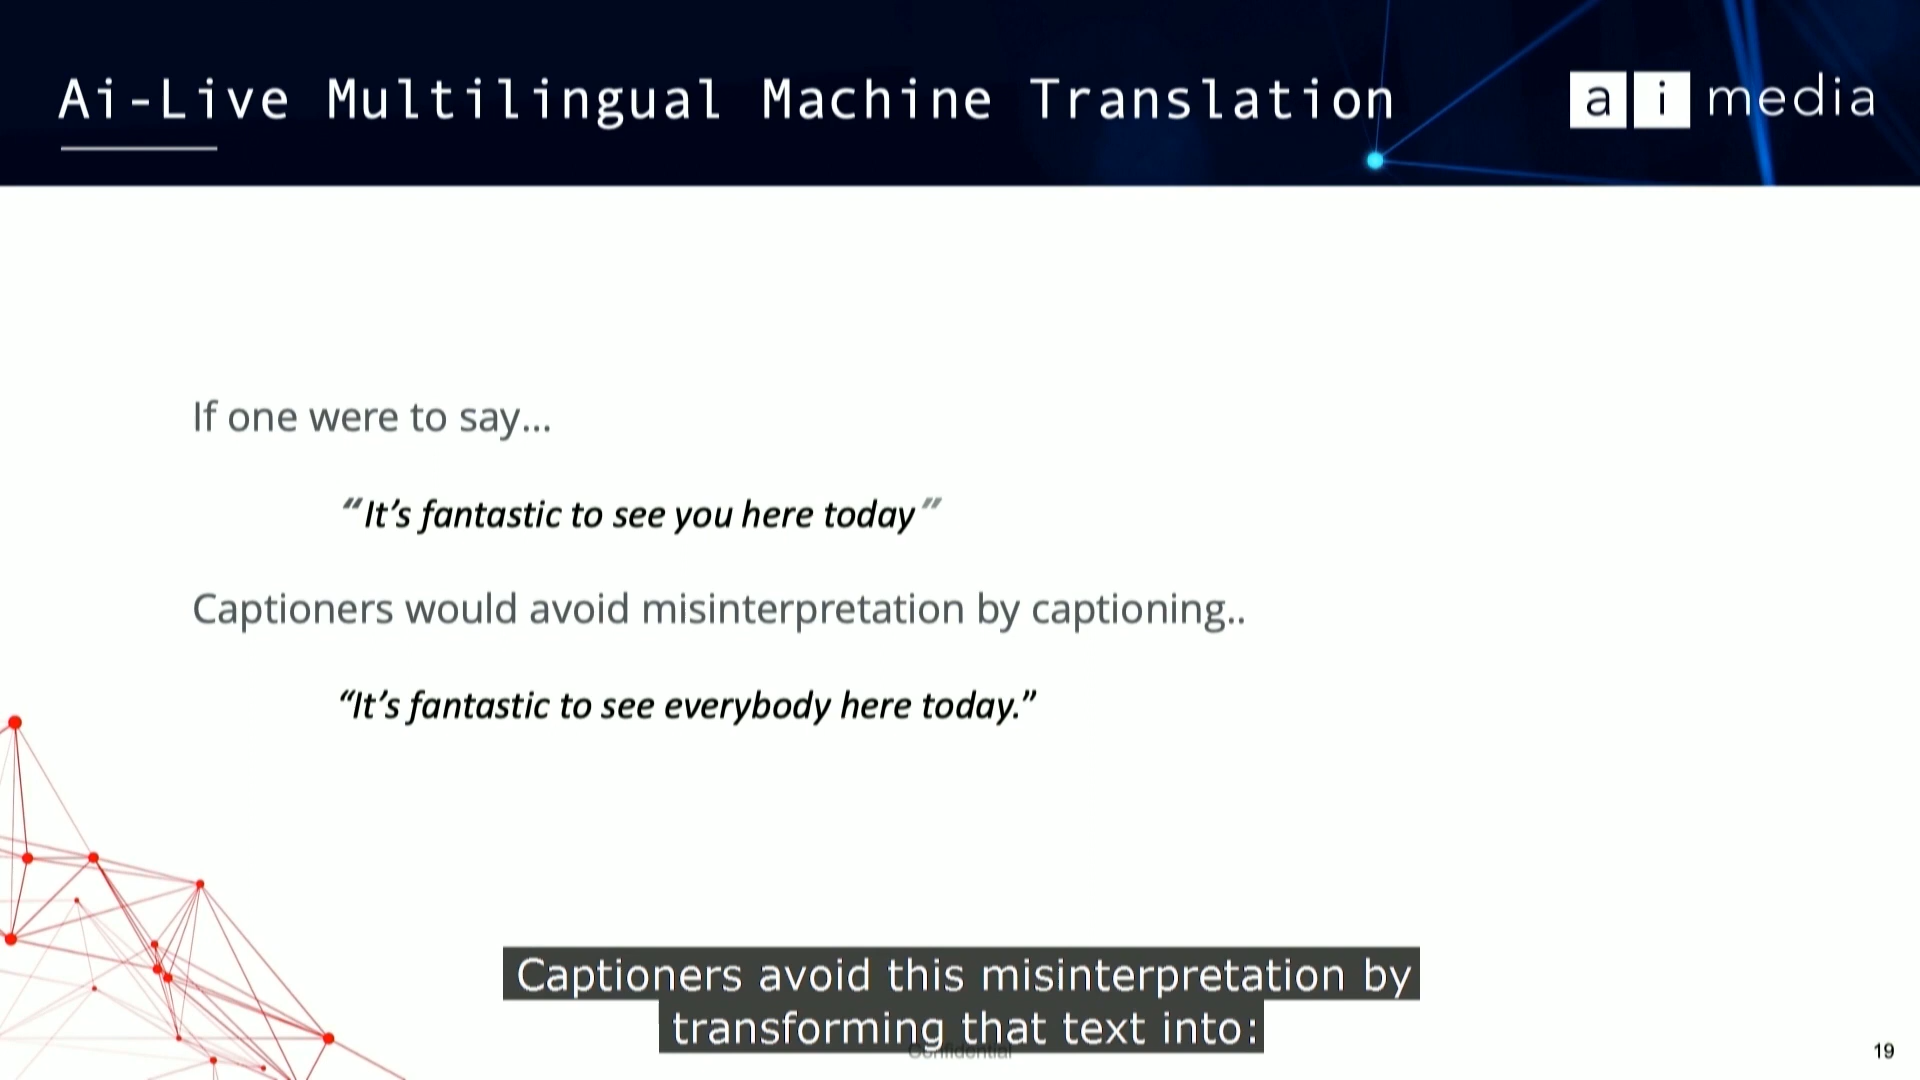 Ai-Live Multilingual Machine Translation
ai media
If one were to say...
"It’s fantastic to see you here today"
Captioners would avoid misinterpretation by captioning..
“It’s fantastic to see everybody here today.”
Captioners avoid this misinterpretation by
transforming that text into:
Confidential
19